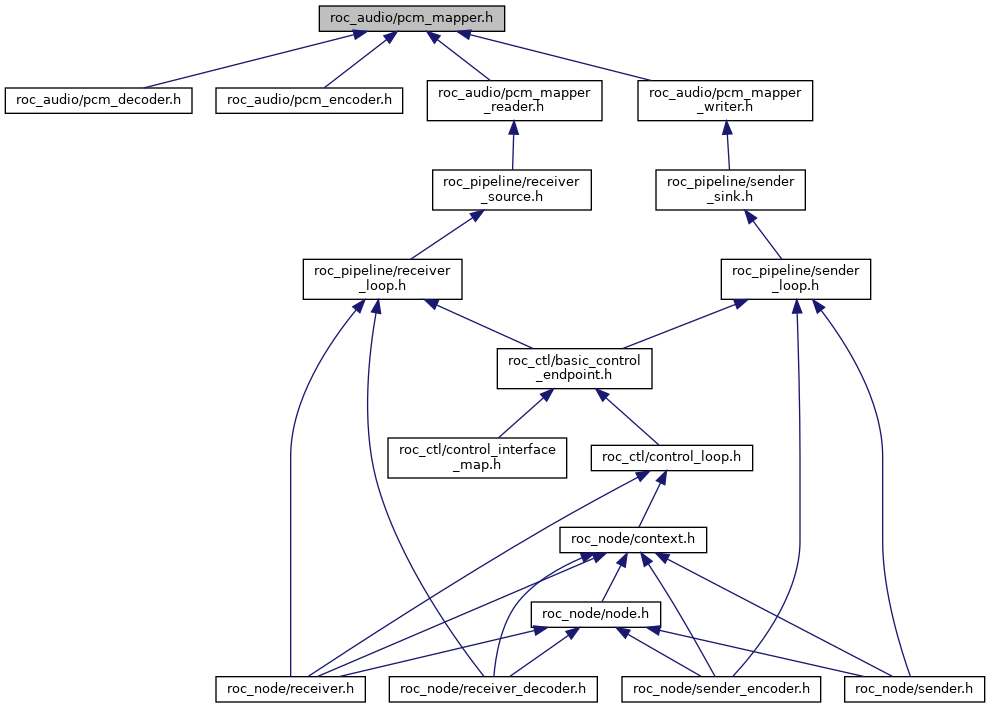 roc_audio/pcm_mapper.h
roc_audio/pcm_decoder.h
roc_audio/pcm_encoder.h
roc_audio/pcm_mapper
_reader.h
roc_audio/pcm_mapper
_writer.h
roc_pipeline/receiver
_source.h
roc_pipeline/sender
_sink.h
roc_pipeline/receiver
_loop.h
roc_pipeline/sender
_loop.h
roc_ctl/basic_control
_endpoint.h
roc_ctl/control_interface
_map.h
roc_ctl/control_loop.h
roc_node/context.h
roc_node/node.h
roc_node/receiver.h
roc_node/receiver_decoder.h
roc_node/sender_encoder.h
roc_node/sender.h